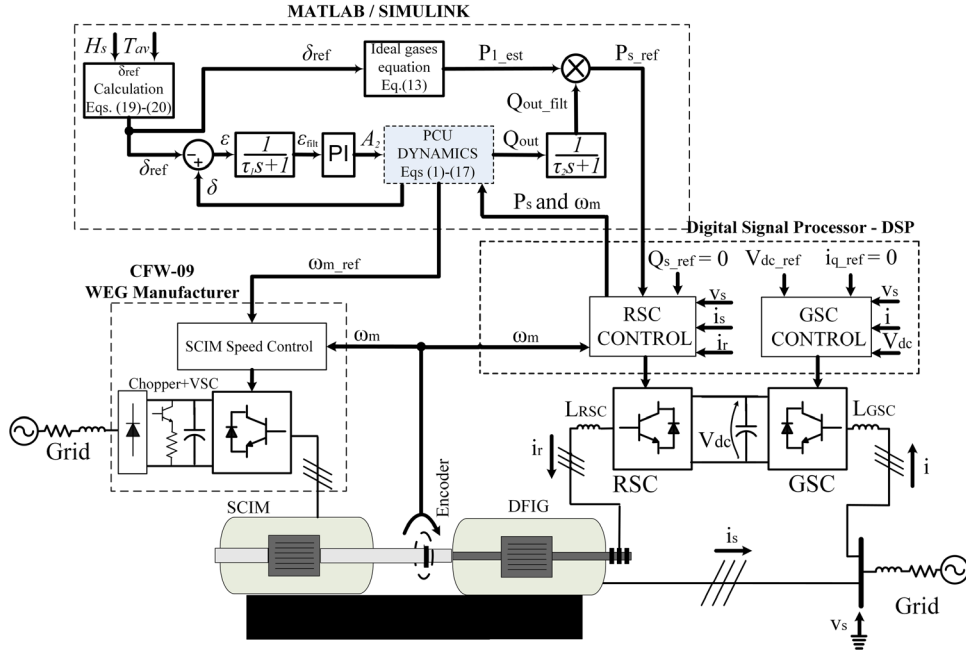 MATLAB / SIMULINK
Hs Tav
δref
Calculation
Eqs. (19)-(20)
δref
Ideal gases
equation
Eq.(13)
P1_est
Ps_ref
Qout_filt
δref
- +
ε
1
τ1s+1
εfilt
PI
A2
PCU
DYNAMICS
Eqs (1)-(17)
Qout
1
τ2s+1
δ
Ps and ωm
Digital Signal Processor - DSP
ωm_ref
CFW-09
WEG Manufacturer
Qs_ref = 0
Vdc_ref
iq_ref = 0
SCIM Speed Control
ωm
ωm
RSC
CONTROL
vs
is
ir
GSC
CONTROL
vs
i
Vdc
Chopper+VSC
Grid
LRSC
ir
Vdc
RSC
GSC
LGSC
i
SCIM
Encoder
DFIG
is
Grid
vs